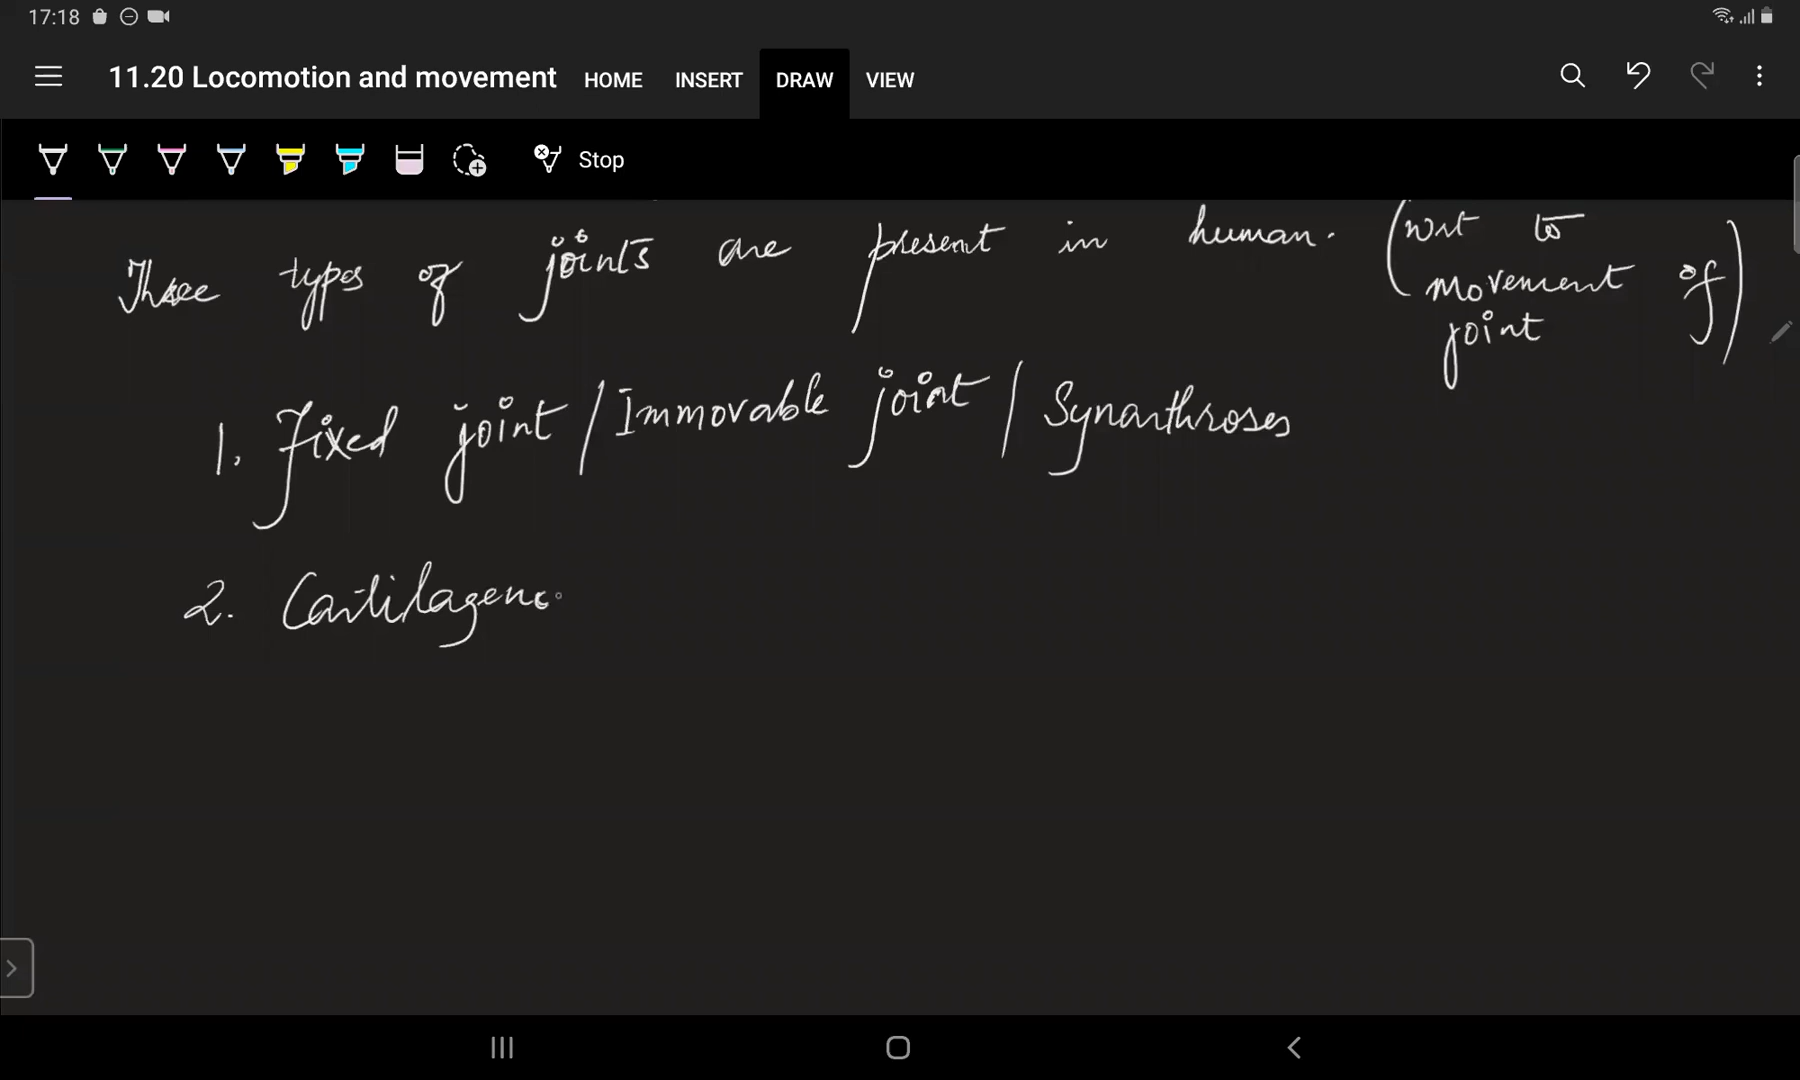 17:18
11.20 Locomotion and movement HOME INSERT DRAW VIEW
Stop
Three types of joints are present in human. (wrt to
movement of
joint)
1. Fixed joint / Immovable joint / Synarthroses
2. Cartilageno